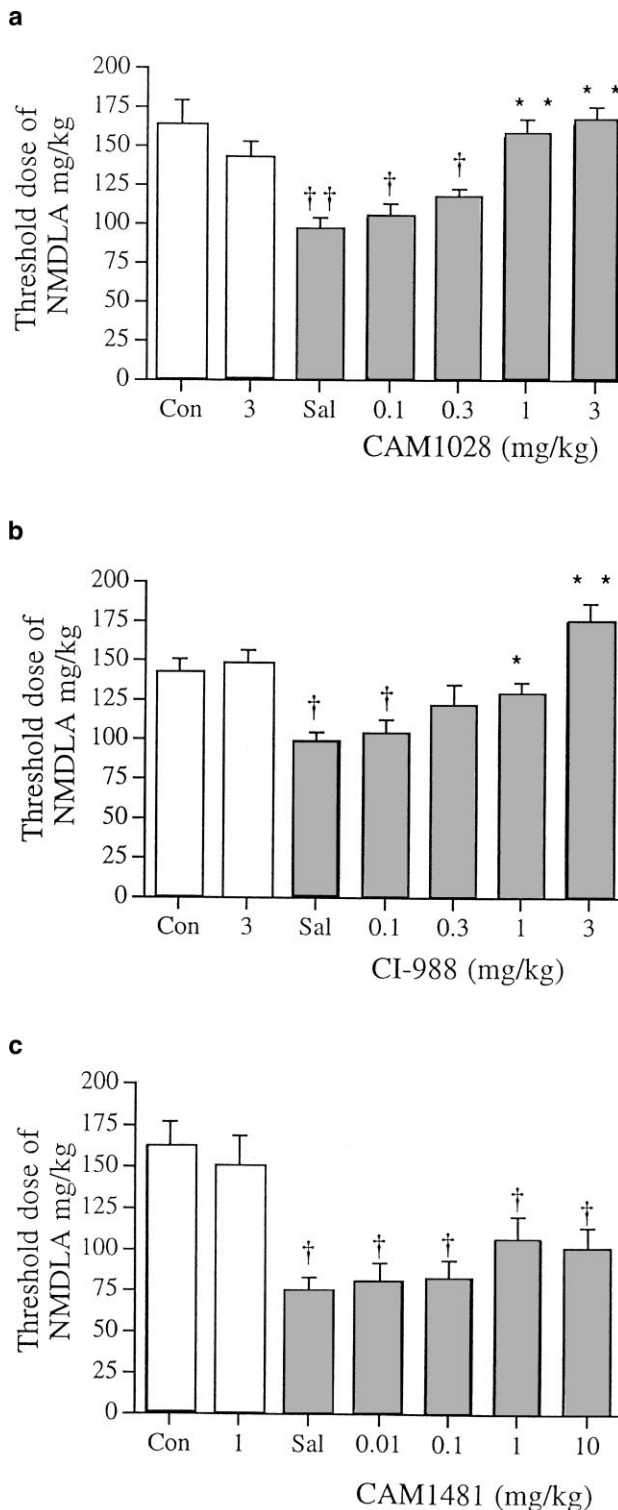 a
Threshold dose of
NMDLA mg/kg
200
175
150
125
100
75
50
25
0
†† † † * * * *
Con 3 Sal 0.1 0.3 1 3
CAM1028 (mg/kg)
b
Threshold dose of
NMDLA mg/kg
200
175
150
125
100
75
50
25
0
† † * * *
Con 3 Sal 0.1 0.3 1 3
CI-988 (mg/kg)
c
Threshold dose of
NMDLA mg/kg
200
175
150
125
100
75
50
25
0
† † † † †
Con 1 Sal 0.01 0.1 1 10
CAM1481 (mg/kg)